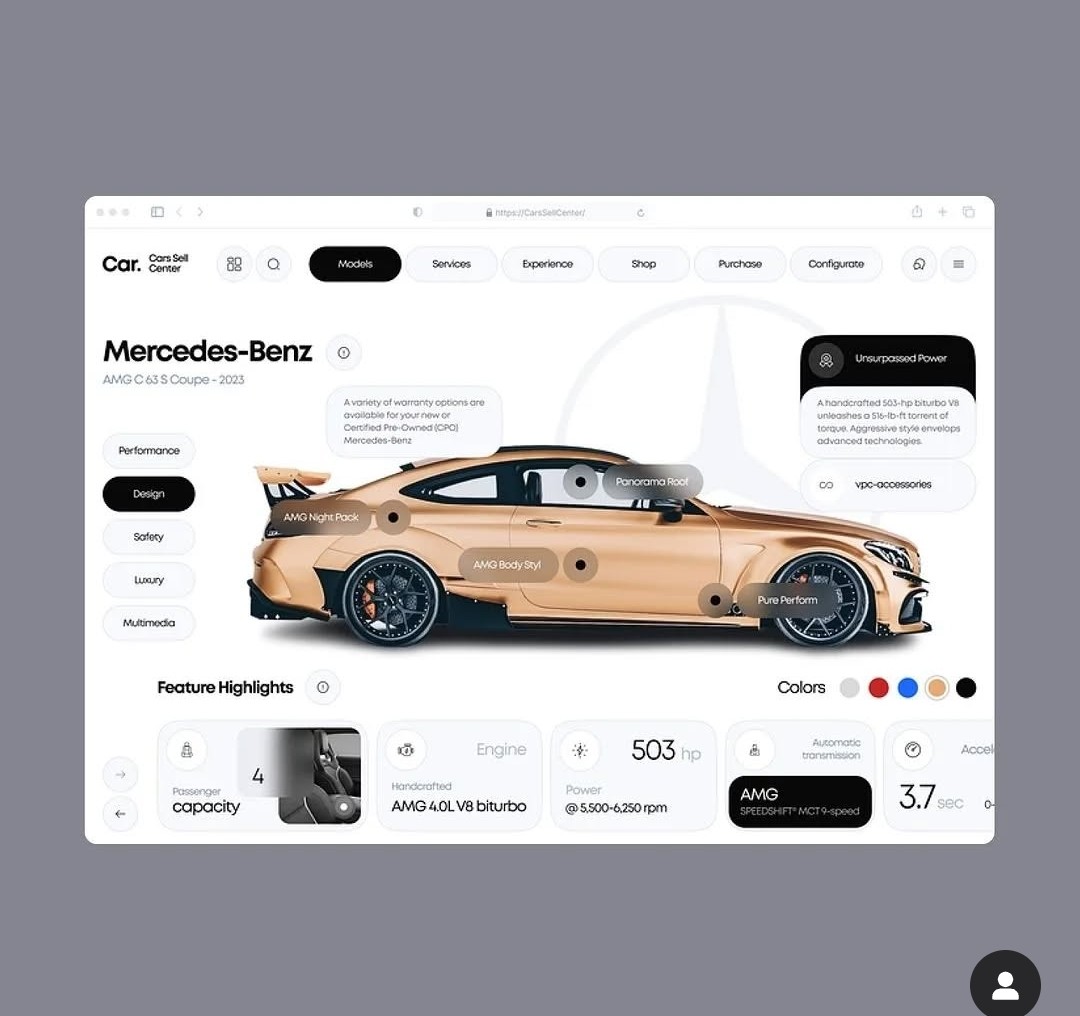 https://CarsSellCenter/
Car.
Cars Sell
Center
Models
Services
Experience
Shop
Purchase
Configurate
Mercedes-Benz
AMG C 63 S Coupe - 2023
A variety of warranty options are
available for your new or
Certified Pre-Owned (CPO)
Mercedes-Benz
Unsurpassed Power
A handcrafted 503-hp biturbo V8
unleashes a 516-lb-ft torrent of
torque. Aggressive style envelops
advanced technologies.
vpc-accessories
Performance
Design
Safety
Luxury
Multimedia
Panorama Roof
AMG Night Pack
AMG Body Styl
Pure Perform
Feature Highlights
Colors
4
Passenger
capacity
Engine
Handcrafted
AMG 4.0L V8 biturbo
503 hp
Power
@ 5,500-6,250 rpm
Automatic
transmission
AMG
SPEEDSHIFT® MCT 9-speed
Accele
3.7 sec
0-